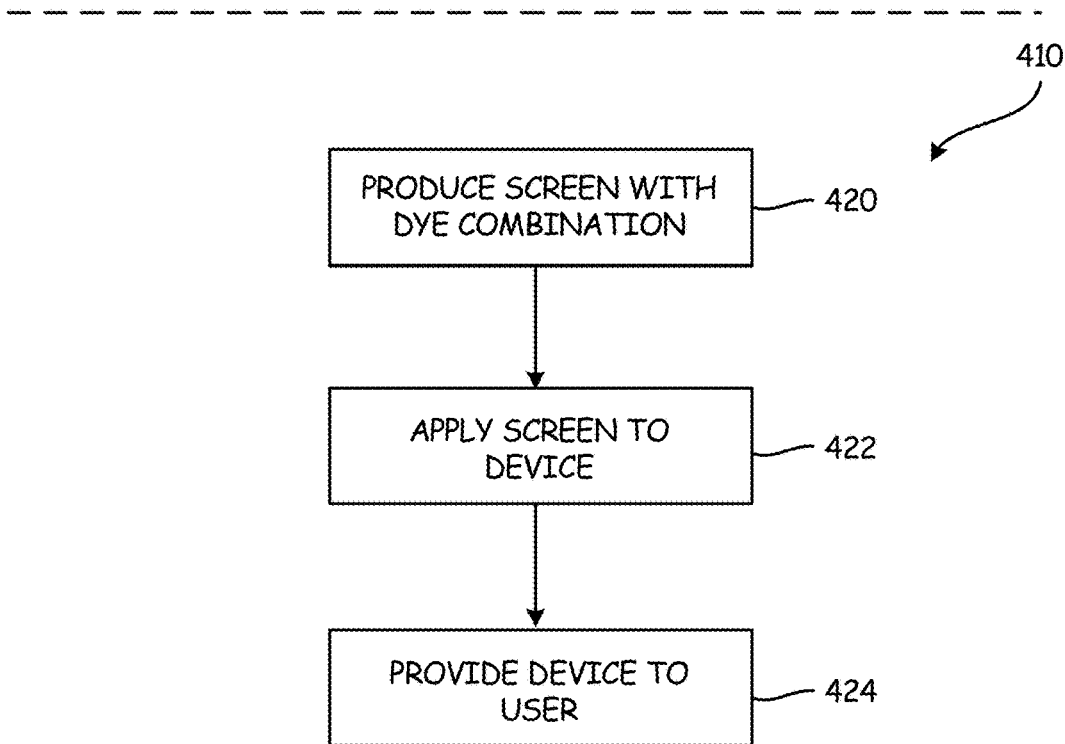 410
PRODUCE SCREEN WITH
DYE COMBINATION
420
APPLY SCREEN TO
DEVICE
422
PROVIDE DEVICE TO
USER
424